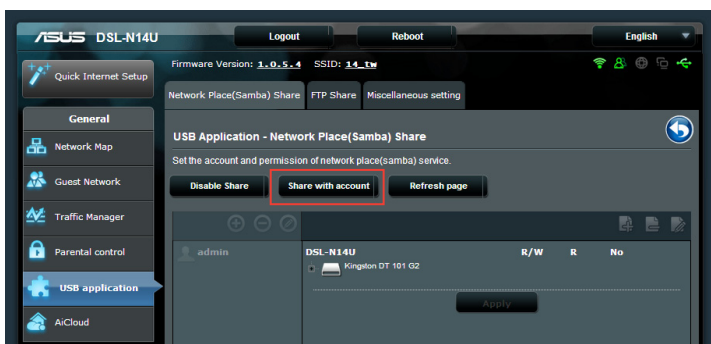 ASUS DSL-N14U Logout Reboot English
Quick Internet Setup
Firmware Version: 1.0.5.4 SSID: 14_tw
Network Place(Samba) Share FTP Share Miscellaneous setting
General
Network Map
Guest Network
Traffic Manager
Parental control
USB application
AiCloud
USB Application - Network Place(Samba) Share
Set the account and permission of network place(samba) service.
Disable Share Share with account Refresh page
admin DSL-N14U R/W R No
Kingston DT 101 G2
Apply